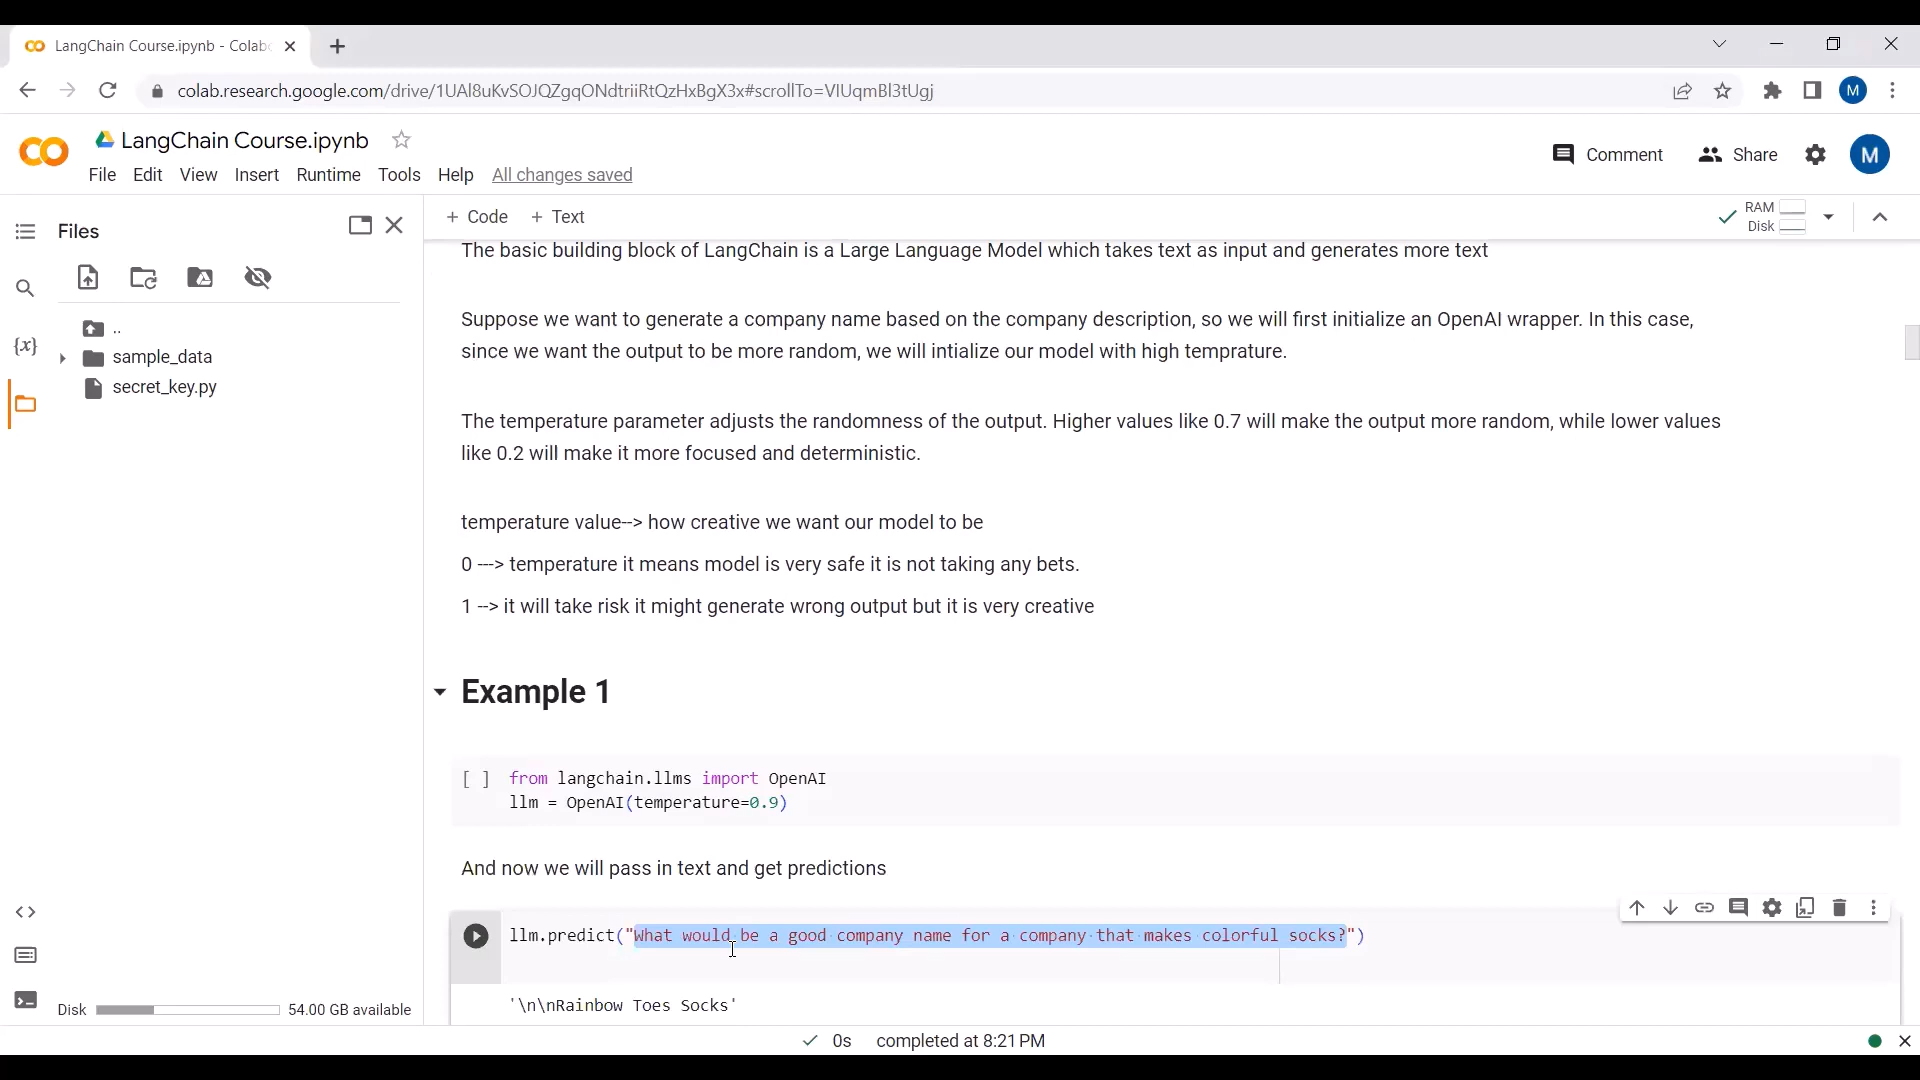 LangChain Course.ipynb - Colab
colab.research.google.com/drive/1UAl8uKvSOJQZgqONdtriiRtQzHxBgX3x#scrollTo=VlUqmBl3tUgj
M
LangChain Course.ipynb
Comment
Share
M
File Edit View Insert Runtime Tools Help All changes saved
Files
+ Code + Text
RAM
Disk
The basic building block of LangChain is a Large Language Model which takes text as input and generates more text
..
sample_data
secret_key.py
{x}
Suppose we want to generate a company name based on the company description, so we will first initialize an OpenAI wrapper. In this case,
since we want the output to be more random, we will intialize our model with high temprature.
The temperature parameter adjusts the randomness of the output. Higher values like 0.7 will make the output more random, while lower values
like 0.2 will make it more focused and deterministic.
temperature value--> how creative we want our model to be
0 ---> temperature it means model is very safe it is not taking any bets.
1 --> it will take risk it might generate wrong output but it is very creative
Example 1
[ ] from langchain.llms import OpenAI
llm = OpenAI(temperature=0.9)
And now we will pass in text and get predictions
llm.predict("What would be a good company name for a company that makes colorful socks?")
'\n\nRainbow Toes Socks'
Disk 54.00 GB available
0s completed at 8:21 PM